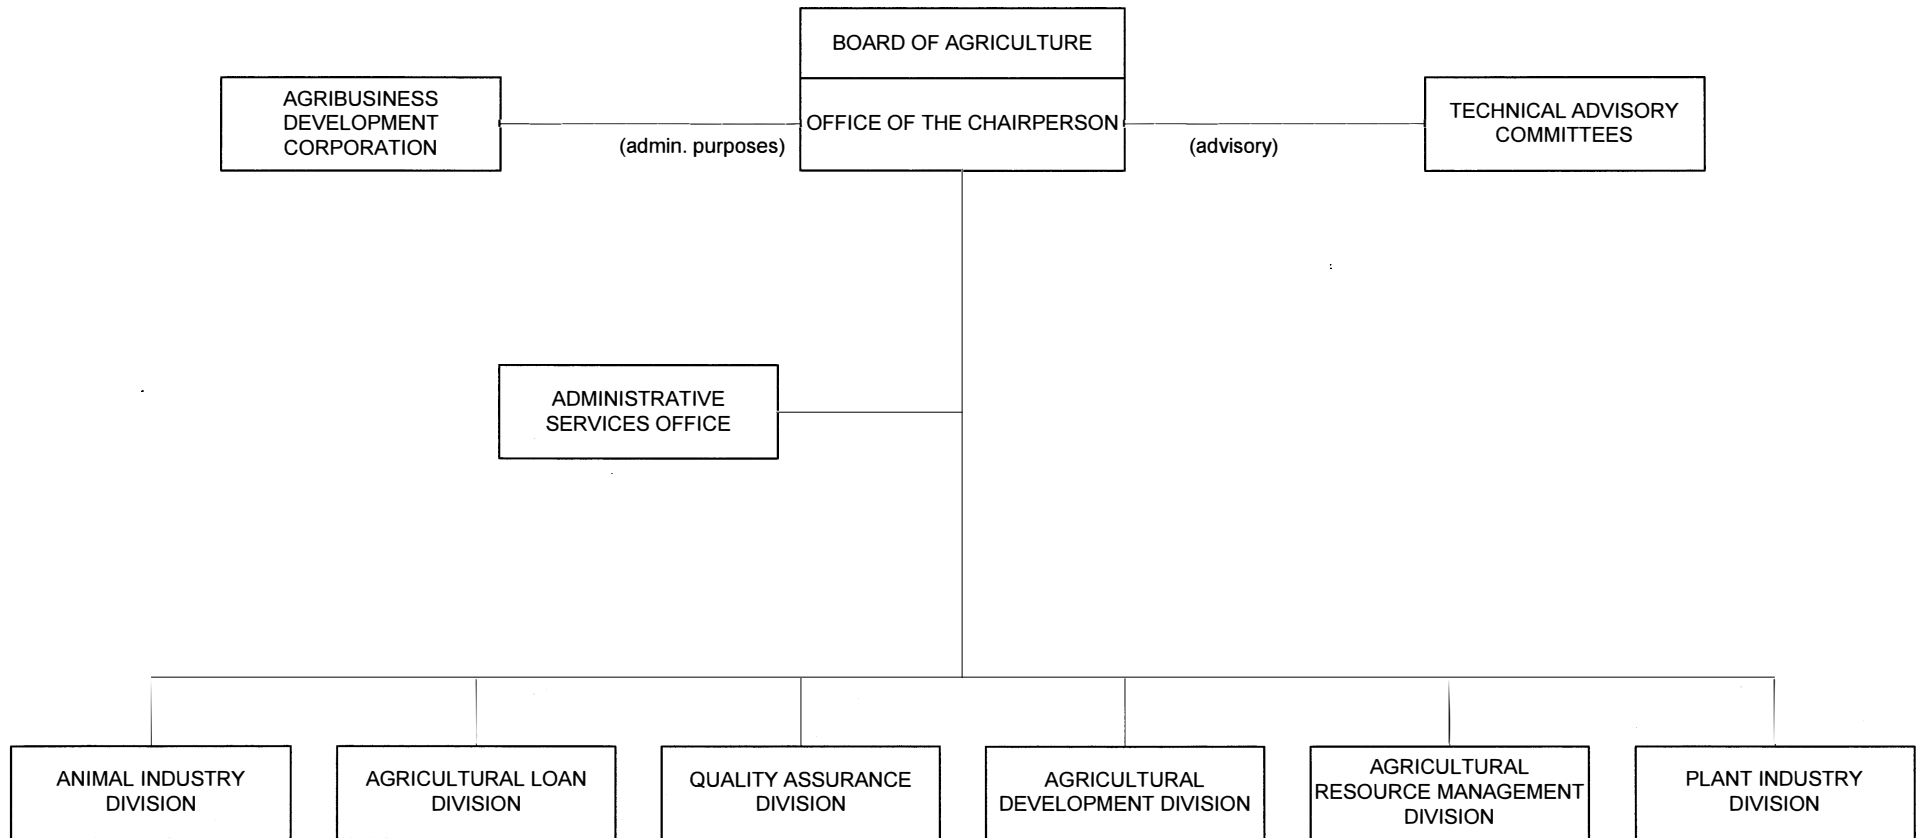 BOARD OF AGRICULTURE
AGRIBUSINESS
DEVELOPMENT
CORPORATION
(admin. purposes)
OFFICE OF THE CHAIRPERSON
(advisory)
TECHNICAL ADVISORY
COMMITTEES
ADMINISTRATIVE
SERVICES OFFICE
ANIMAL INDUSTRY
DIVISION
AGRICULTURAL LOAN
DIVISION
QUALITY ASSURANCE
DIVISION
AGRICULTURAL
DEVELOPMENT DIVISION
AGRICULTURAL
RESOURCE MANAGEMENT
DIVISION
PLANT INDUSTRY
DIVISION